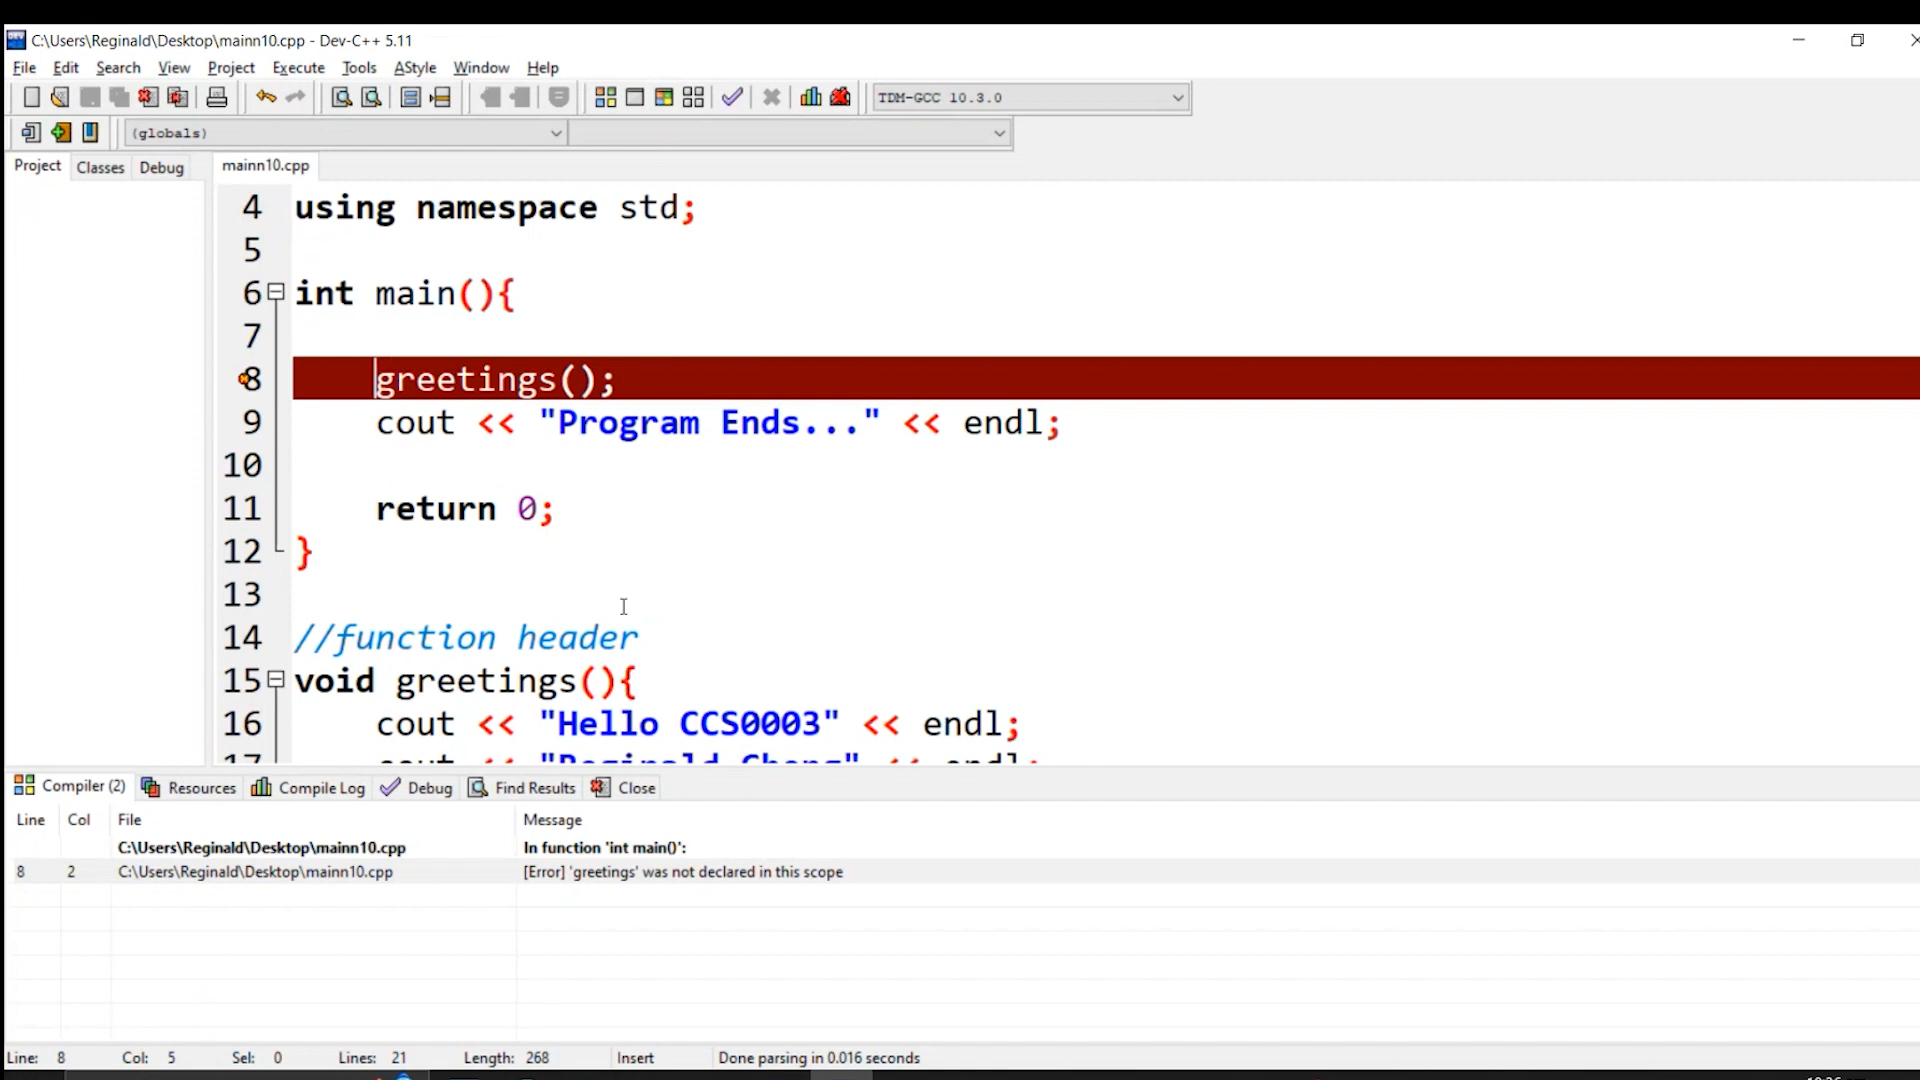 C:\Users\Reginald\Desktop\mainn10.cpp - Dev-C++ 5.11
File Edit Search View Project Execute Tools AStyle Window Help
TDM-GCC 10.3.0
(globals)
Project Classes Debug mainn10.cpp
4 using namespace std;
5
6 int main(){
7
8 greetings();
9 cout << "Program Ends..." << endl;
10
11 return 0;
12 }
13
14 //function header
15 void greetings(){
16 cout << "Hello CCS0003" << endl;
17 cout << "Reginald Cheng" << endl;
Compiler (2) Resources Compile Log Debug Find Results Close
Line Col File Message
C:\Users\Reginald\Desktop\mainn10.cpp In function 'int main()':
8 2 C:\Users\Reginald\Desktop\mainn10.cpp [Error] 'greetings' was not declared in this scope
Line: 8 Col: 5 Sel: 0 Lines: 21 Length: 268 Insert Done parsing in 0.016 seconds